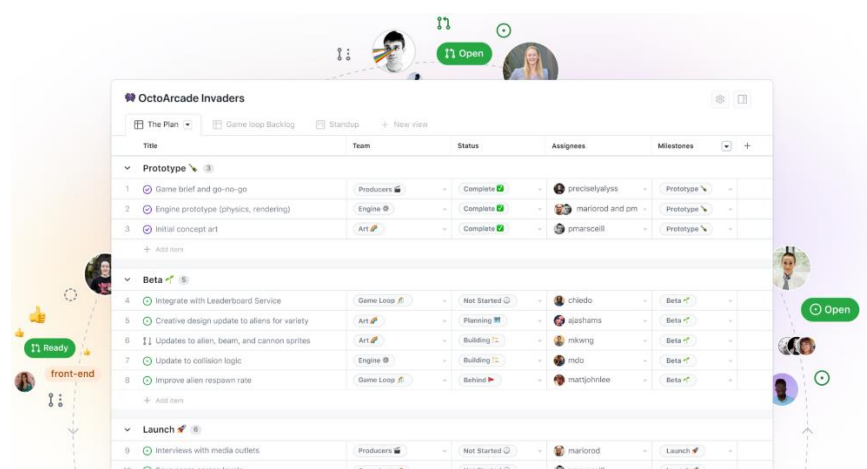 Open
OctoArcade Invaders
The Plan Game loop Backlog Standup + New view
Title Team Status Assignees Milestones +
Prototype 3
1 Game brief and go-no-go Producers Complete preciselyalyss Prototype
2 Engine prototype (physics, rendering) Engine Complete mariorod and pm Prototype
3 Initial concept art Art Complete pmarsceill Prototype
+ Add item
Beta 5
4 Integrate with Leaderboard Service Game Loop Not Started chiedo Beta
5 Creative design update to aliens for variety Art Planning ajashams Beta
6 Updates to alien, beam, and cannon sprites Art Building mkwng Beta
7 Update to collision logic Engine Building mdo Beta
8 Improve alien respawn rate Game Loop Behind mattjohnlee Beta
+ Add item
Launch 6
9 Interviews with media outlets Producers Not Started mariorod Launch
Ready
front-end
Open